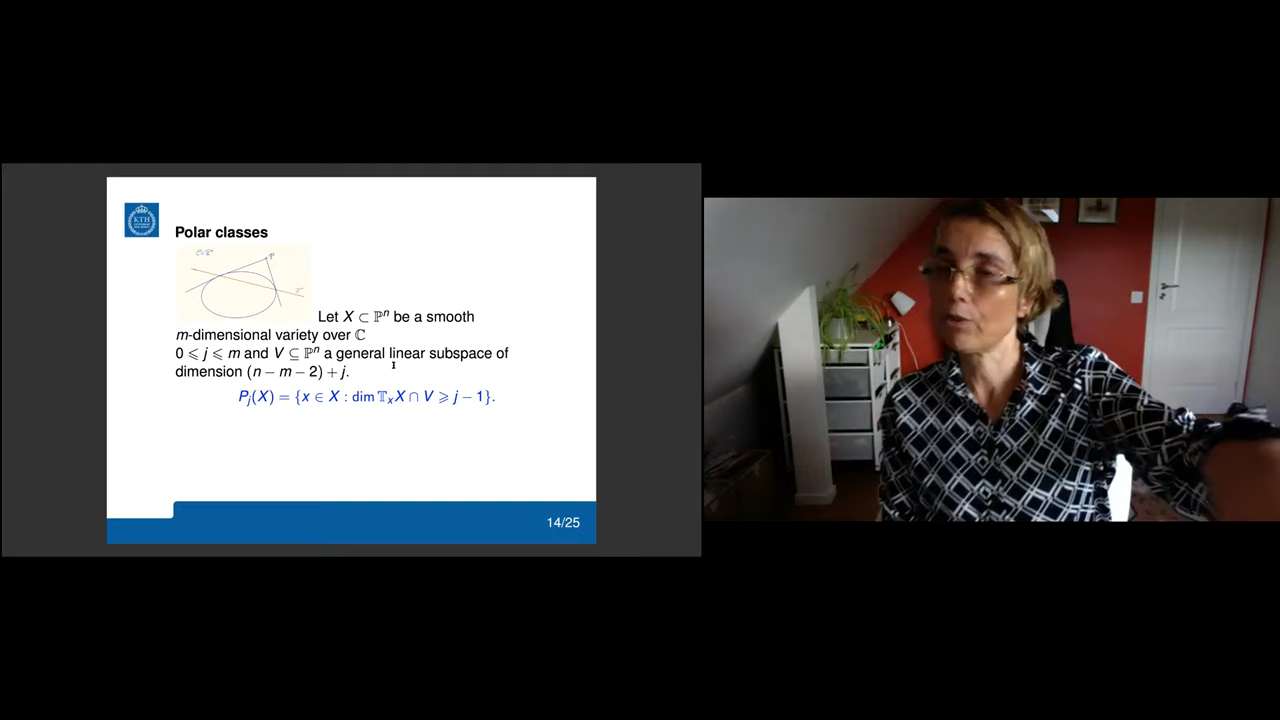 KTH
Polar classes
P
Let X ⊂ ℙⁿ be a smooth
m-dimensional variety over ℂ
0 ⩽ j ⩽ m and V ⊆ ℙⁿ a general linear subspace of
dimension (n − m − 2) + j.
Pⱼ(X) = {x ∈ X : dim 𝕋ₓX ∩ V ⩾ j − 1}.
14/25